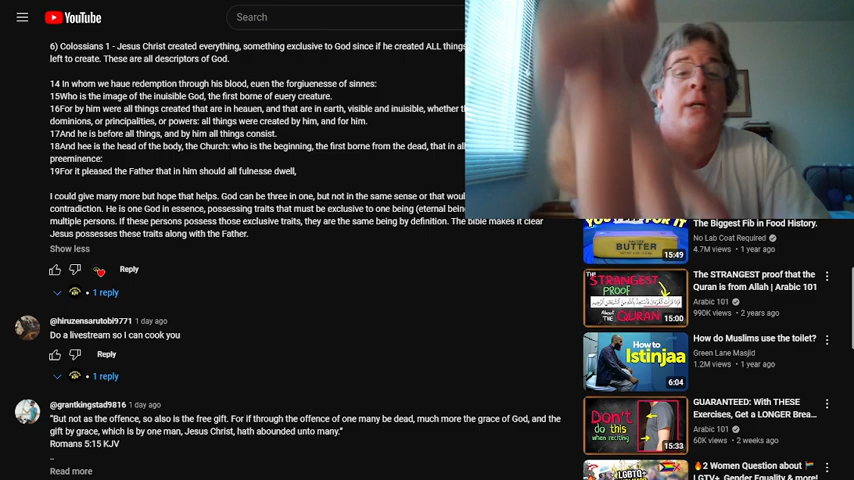 YouTube
Search
6) Colossians 1 - Jesus Christ created everything, something exclusive to God since if he created ALL things
left to create. These are all descriptors of God.
14 In whom we haue redemption through his blood, euen the forgiuenesse of sinnes:
15Who is the image of the inuisible God, the first borne of euery creature.
16For by him were all things created that are in heauen, and that are in earth, visible and inuisible, whether
dominions, or principalities, or powers: all things were created by him, and for him.
17And he is before all things, and by him all things consist.
18And hee is the head of the body, the Church: who is the beginning, the first borne from the dead, that in all
preeminence:
19For it pleased the Father that in him should all fulnesse dwell,
I could give many more but hope that helps. God can be three in one, but not in the same sense or that would
contradiction. He is one God in essence, possessing traits that must be exclusive to one being (eternal being
multiple persons. If these persons possess those exclusive traits, they are the same being by definition. The bible makes it clear
Jesus possesses these traits along with the Father.
Show less
Reply
• 1 reply
@hiruzensarutobi9771 1 day ago
Do a livestream so I can cook you
Reply
• 1 reply
@grantkingstad9816 1 day ago
"But not as the offence, so also is the free gift. For if through the offence of one many be dead, much more the grace of God, and the
gift by grace, which is by one man, Jesus Christ, hath abounded unto many."
Romans 5:15 KJV
..
Read more
BUTTER
15:49
The Biggest Fib in Food History.
No Lab Coat Required
4.7M views • 1 year ago
THE
STRANGEST
PROOF
ABOUT THE QURAN
15:00
The STRANGEST proof that the
Quran is from Allah | Arabic 101
Arabic 101
990K views • 2 years ago
How to
Istinjaa
6:04
How do Muslims use the toilet?
Green Lane Masjid
1.2M views • 1 year ago
Don't
do this
when reciting
15:33
GUARANTEED: With THESE
Exercises, Get a LONGER Brea...
Arabic 101
60K views • 2 weeks ago
LGBTQ+
2 Women Question about
LGTV+, Gender Equality & more!